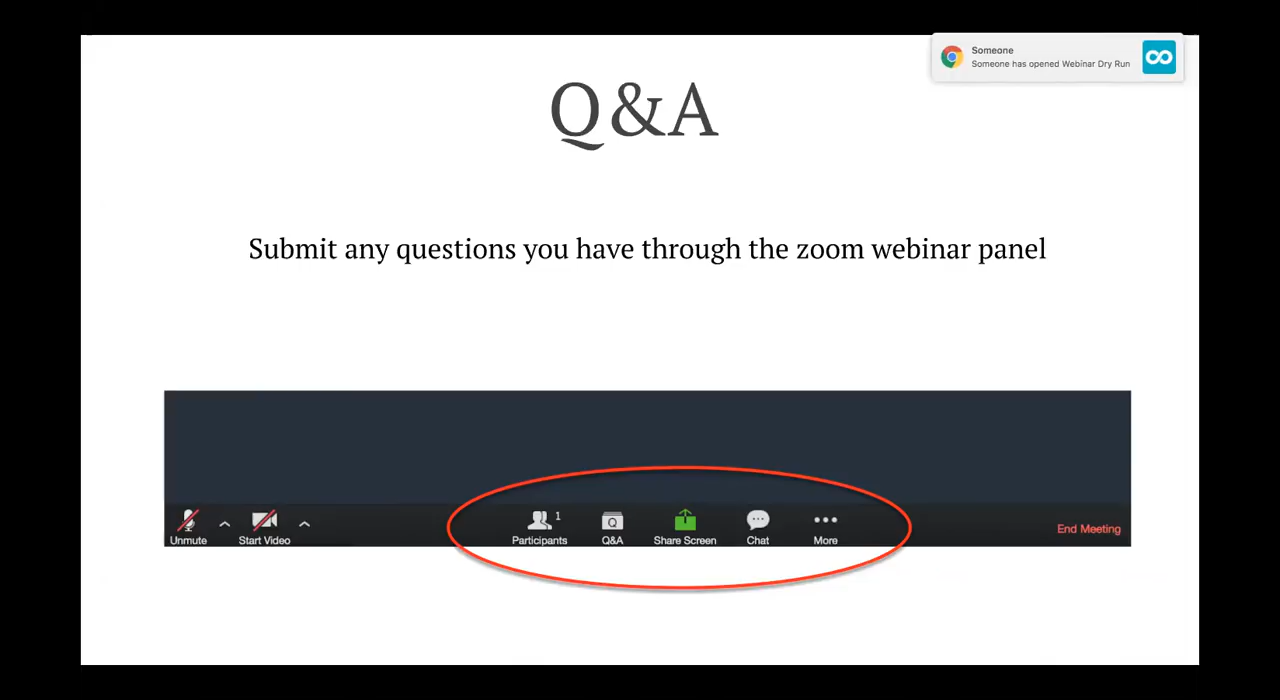 Someone
Someone has opened Webinar Dry Run
Q&A
Submit any questions you have through the zoom webinar panel
1
Q
Unmute
Start Video
Participants
Q&A
Share Screen
Chat
More
End Meeting